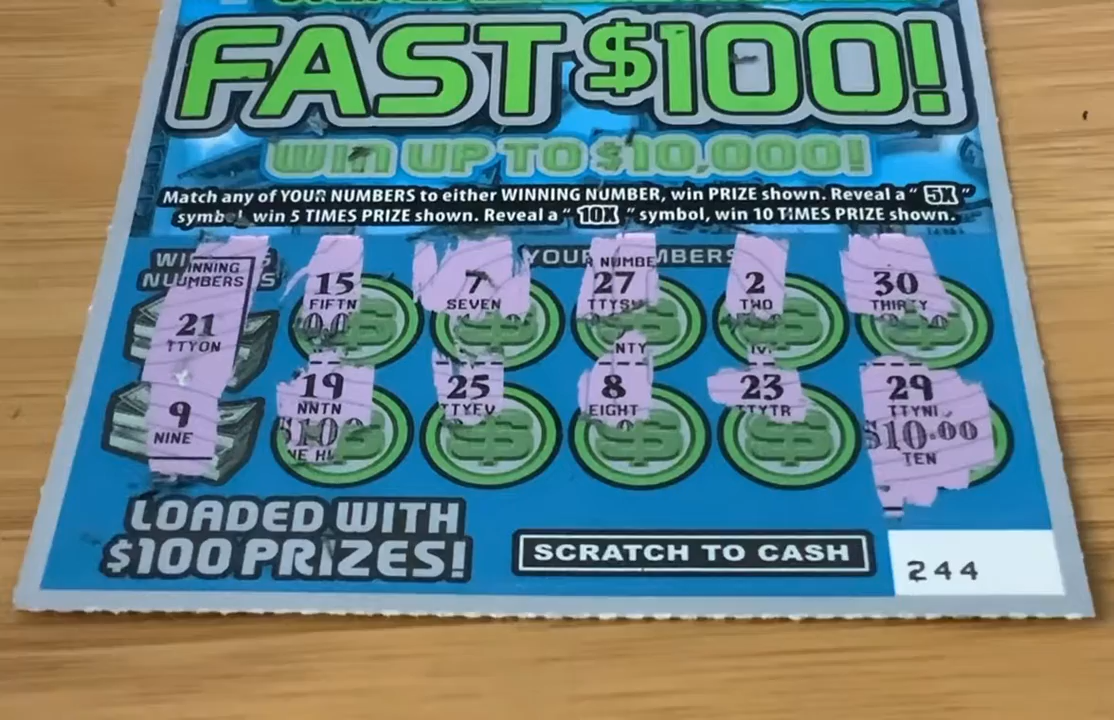 FAST $100!
WIN UP TO $10,000!
Match any of YOUR NUMBERS to either WINNING NUMBER, win PRIZE shown. Reveal a "5X"
symbol, win 5 TIMES PRIZE shown. Reveal a "10X" symbol, win 10 TIMES PRIZE shown.
WINNING
NUMBERS
21
TTYON
9
NINE
YOUR NUMBERS
15 7 27 2 30
FIFTN SEVEN TTYSV TWO THIRTY
19 25 8 23 29
NNTN TTYFV EIGHT TTYTR TTYNI
$10.00
TEN
LOADED WITH
$100 PRIZES!
SCRATCH TO CASH
244